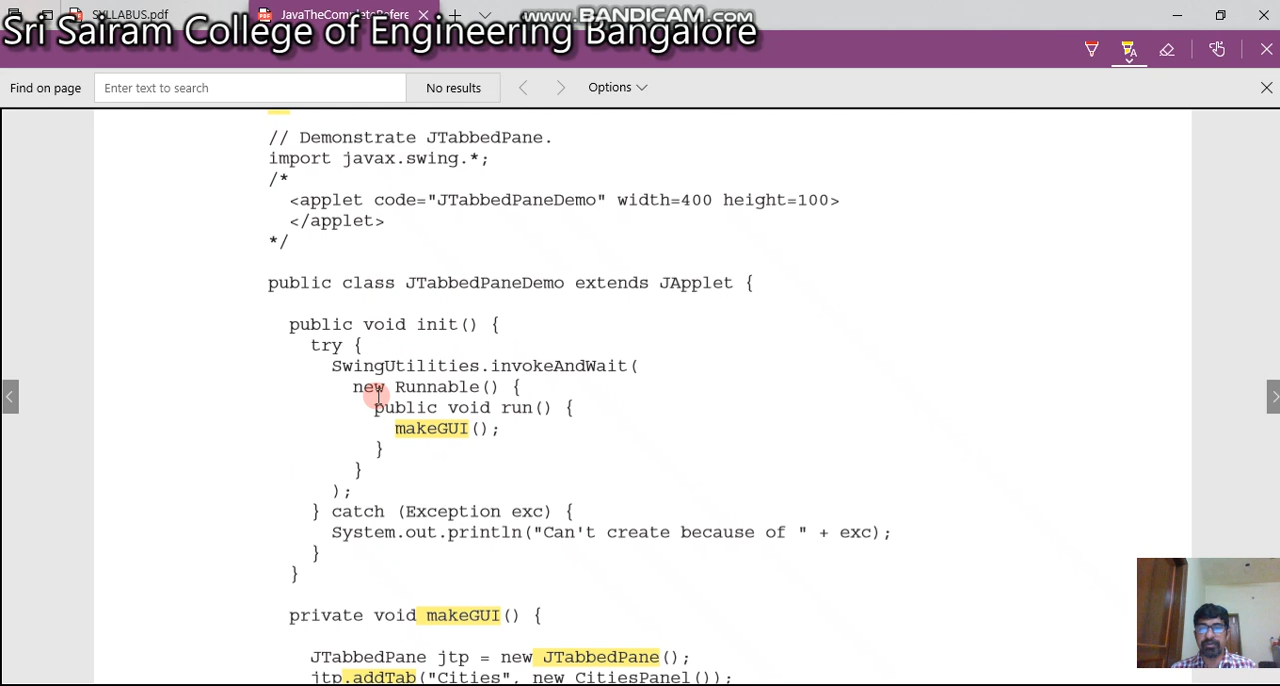 SYLLABUS.pdf
JavaTheCompleteRefere
www.BANDICAM.com
Sri Sairam College of Engineering Bangalore
Find on page
Enter text to search
No results
Options
// Demonstrate JTabbedPane.
import javax.swing.*;
/*
<applet code="JTabbedPaneDemo" width=400 height=100>
</applet>
*/
public class JTabbedPaneDemo extends JApplet {
public void init() {
try {
SwingUtilities.invokeAndWait(
new Runnable() {
public void run() {
makeGUI();
}
}
);
} catch (Exception exc) {
System.out.println("Can't create because of " + exc);
}
}
private void makeGUI() {
JTabbedPane jtp = new JTabbedPane();
jtp.addTab("Cities", new CitiesPanel());